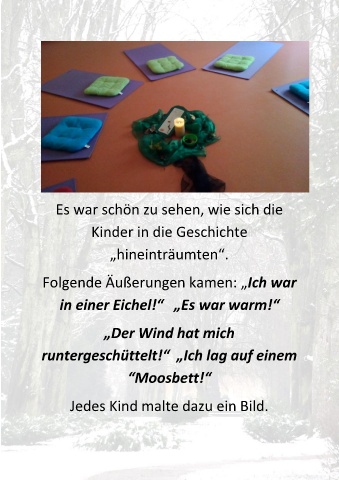 Es war schön zu sehen, wie sich die
Kinder in die Geschichte
„hineinträumten“.
Folgende Äußerungen kamen: „Ich war
in einer Eichel!“ „Es war warm!“
„Der Wind hat mich
runtergeschüttelt!“ „Ich lag auf einem
“Moosbett!“
Jedes Kind malte dazu ein Bild.